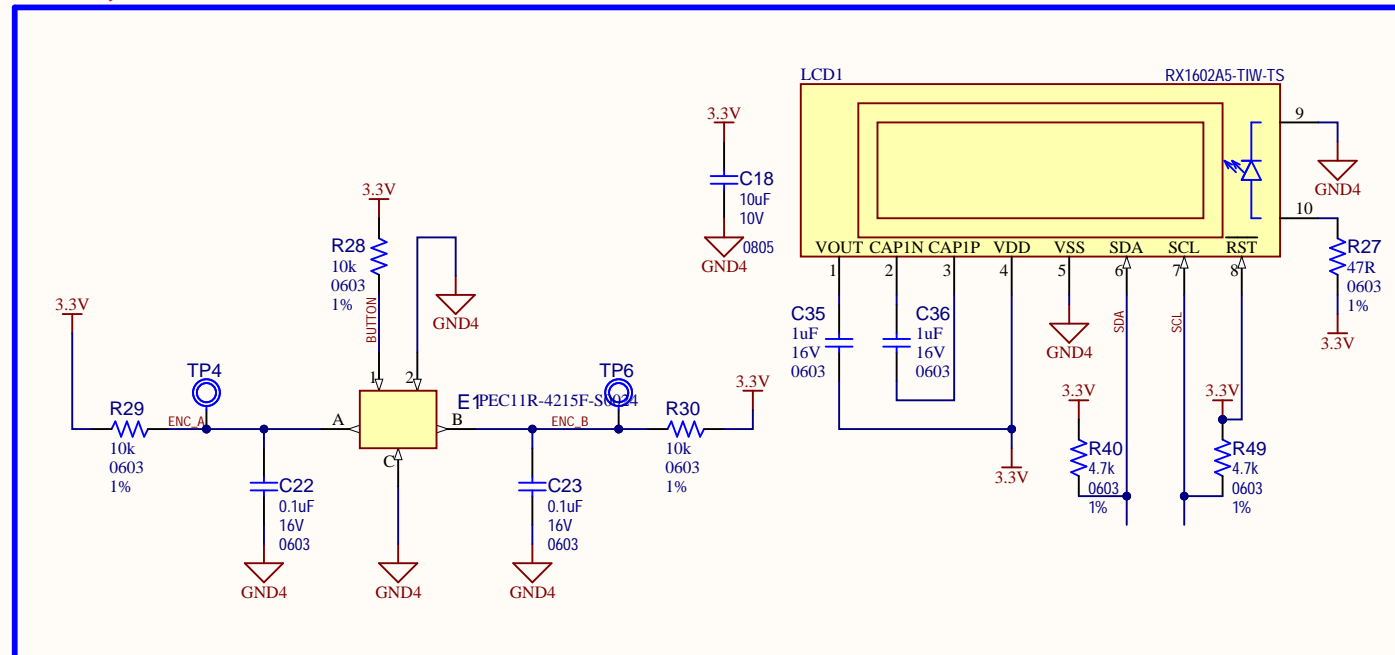 LCD1
RX1602A5-TIW-TS
9
10
VOUT CAP1N CAP1P VDD VSS SDA SCL RST
1 2 3 4 5 6 7 8
GND4
R27
47R
0603
1%
3.3V
3.3V
C18
10uF
10V
0805
GND4
C35
1uF
16V
0603
C36
1uF
16V
0603
3.3V
GND4
SDA
SCL
3.3V
R40
4.7k
0603
1%
3.3V
R49
4.7k
0603
1%
3.3V
R28
10k
0603
1%
BUTTON
GND4
1 2
A
B
C
E1
PEC11R-4215F-S0024
3.3V
R29
10k
0603
1%
TP4
ENC_A
C22
0.1uF
16V
0603
GND4
GND4
TP6
ENC_B
C23
0.1uF
16V
0603
GND4
R30
10k
0603
1%
3.3V